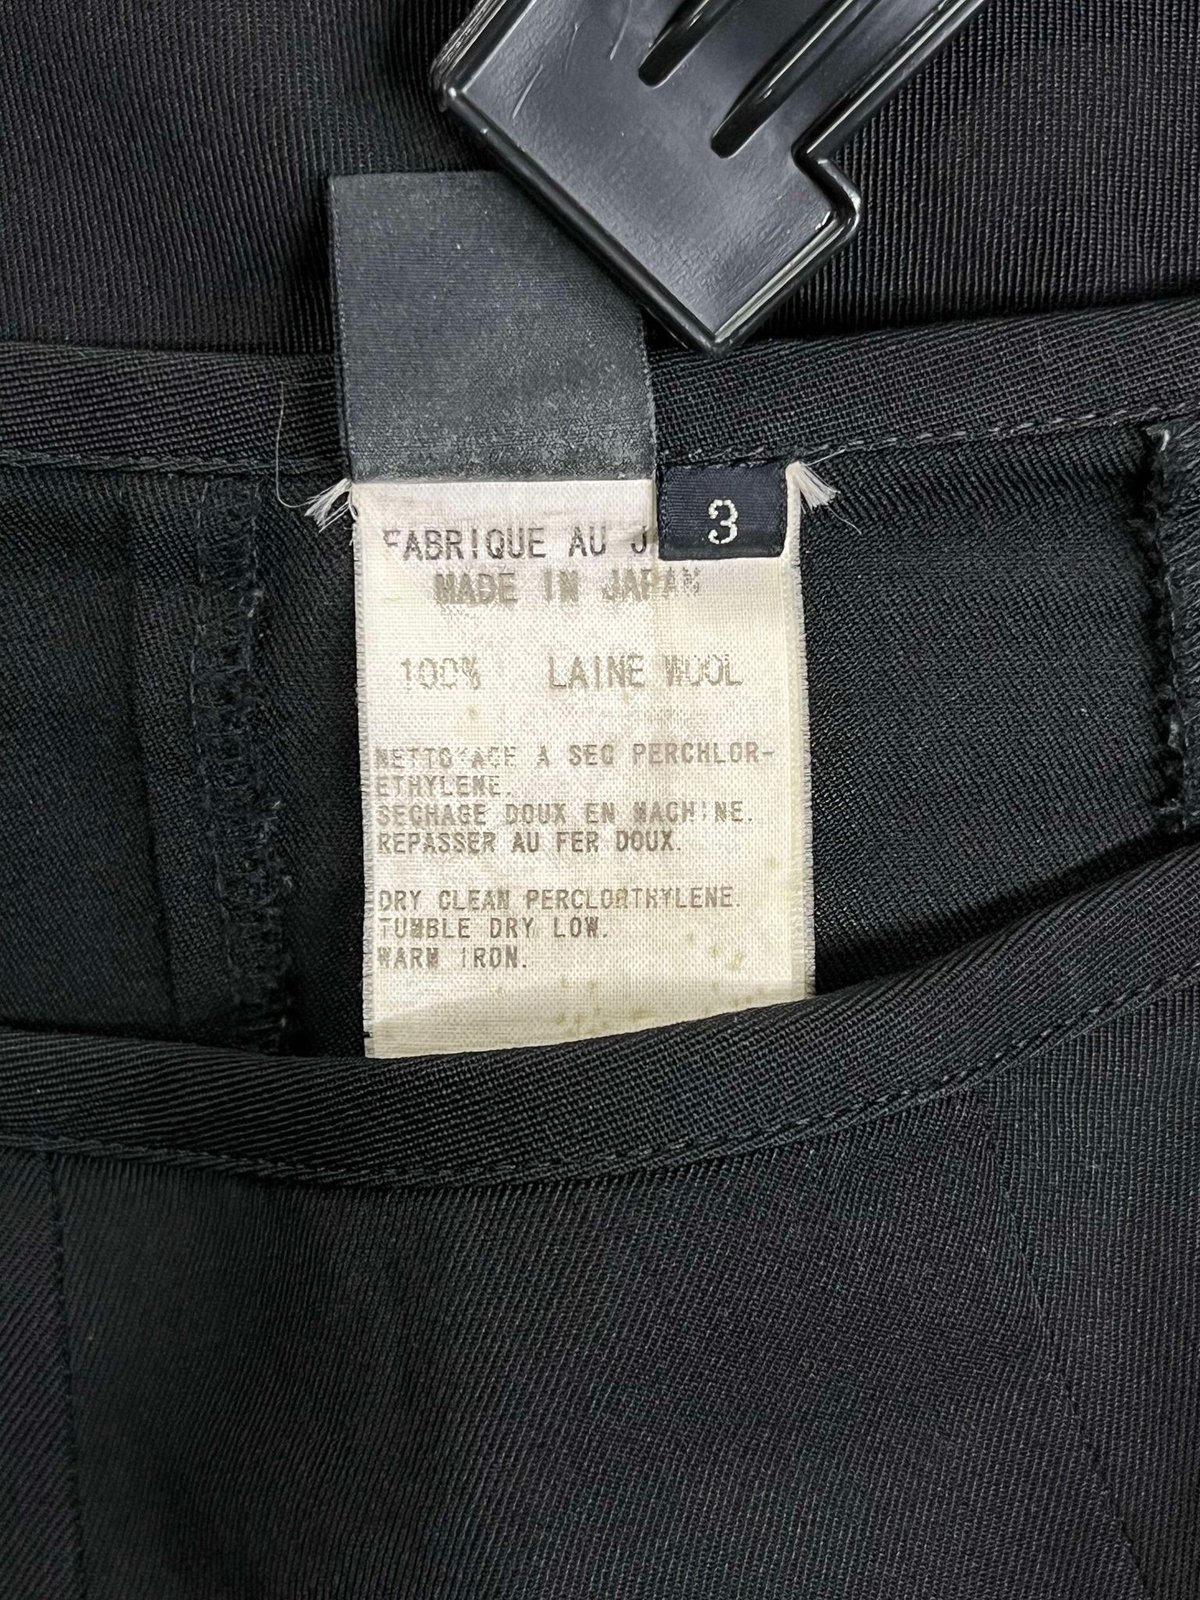 3
FABRIQUE AU J
MADE IN JAPAN
100% LAINE WOOL
NETTOYAGE A SEC PERCHLOR-
ETHYLENE.
SECHAGE DOUX EN MACHINE.
REPASSER AU FER DOUX.
DRY CLEAN PERCLORTHYLENE.
TUMBLE DRY LOW.
WARM IRON.